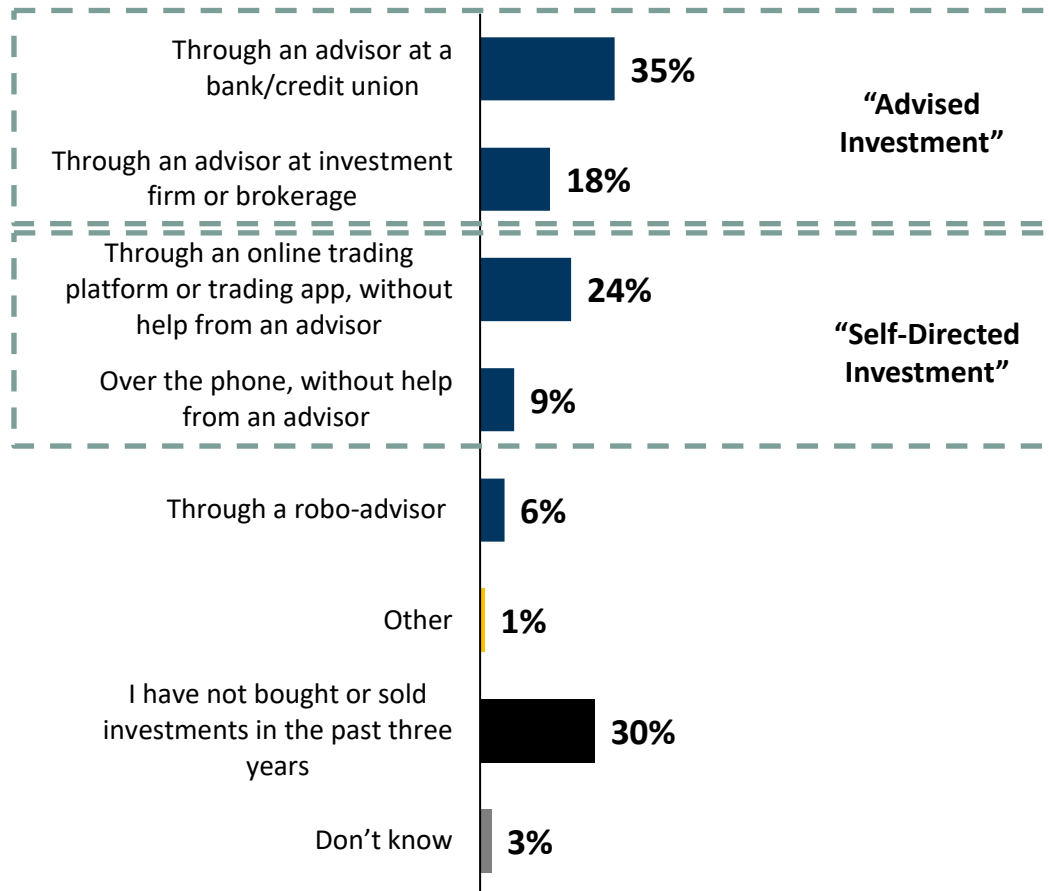 Through an advisor at a
bank/credit union
35%
“Advised
Investment”
Through an advisor at investment
firm or brokerage
18%
Through an online trading
platform or trading app, without
help from an advisor
24%
“Self-Directed
Investment”
Over the phone, without help
from an advisor
9%
Through a robo-advisor
6%
Other
1%
I have not bought or sold
investments in the past three
years
30%
Don’t know
3%